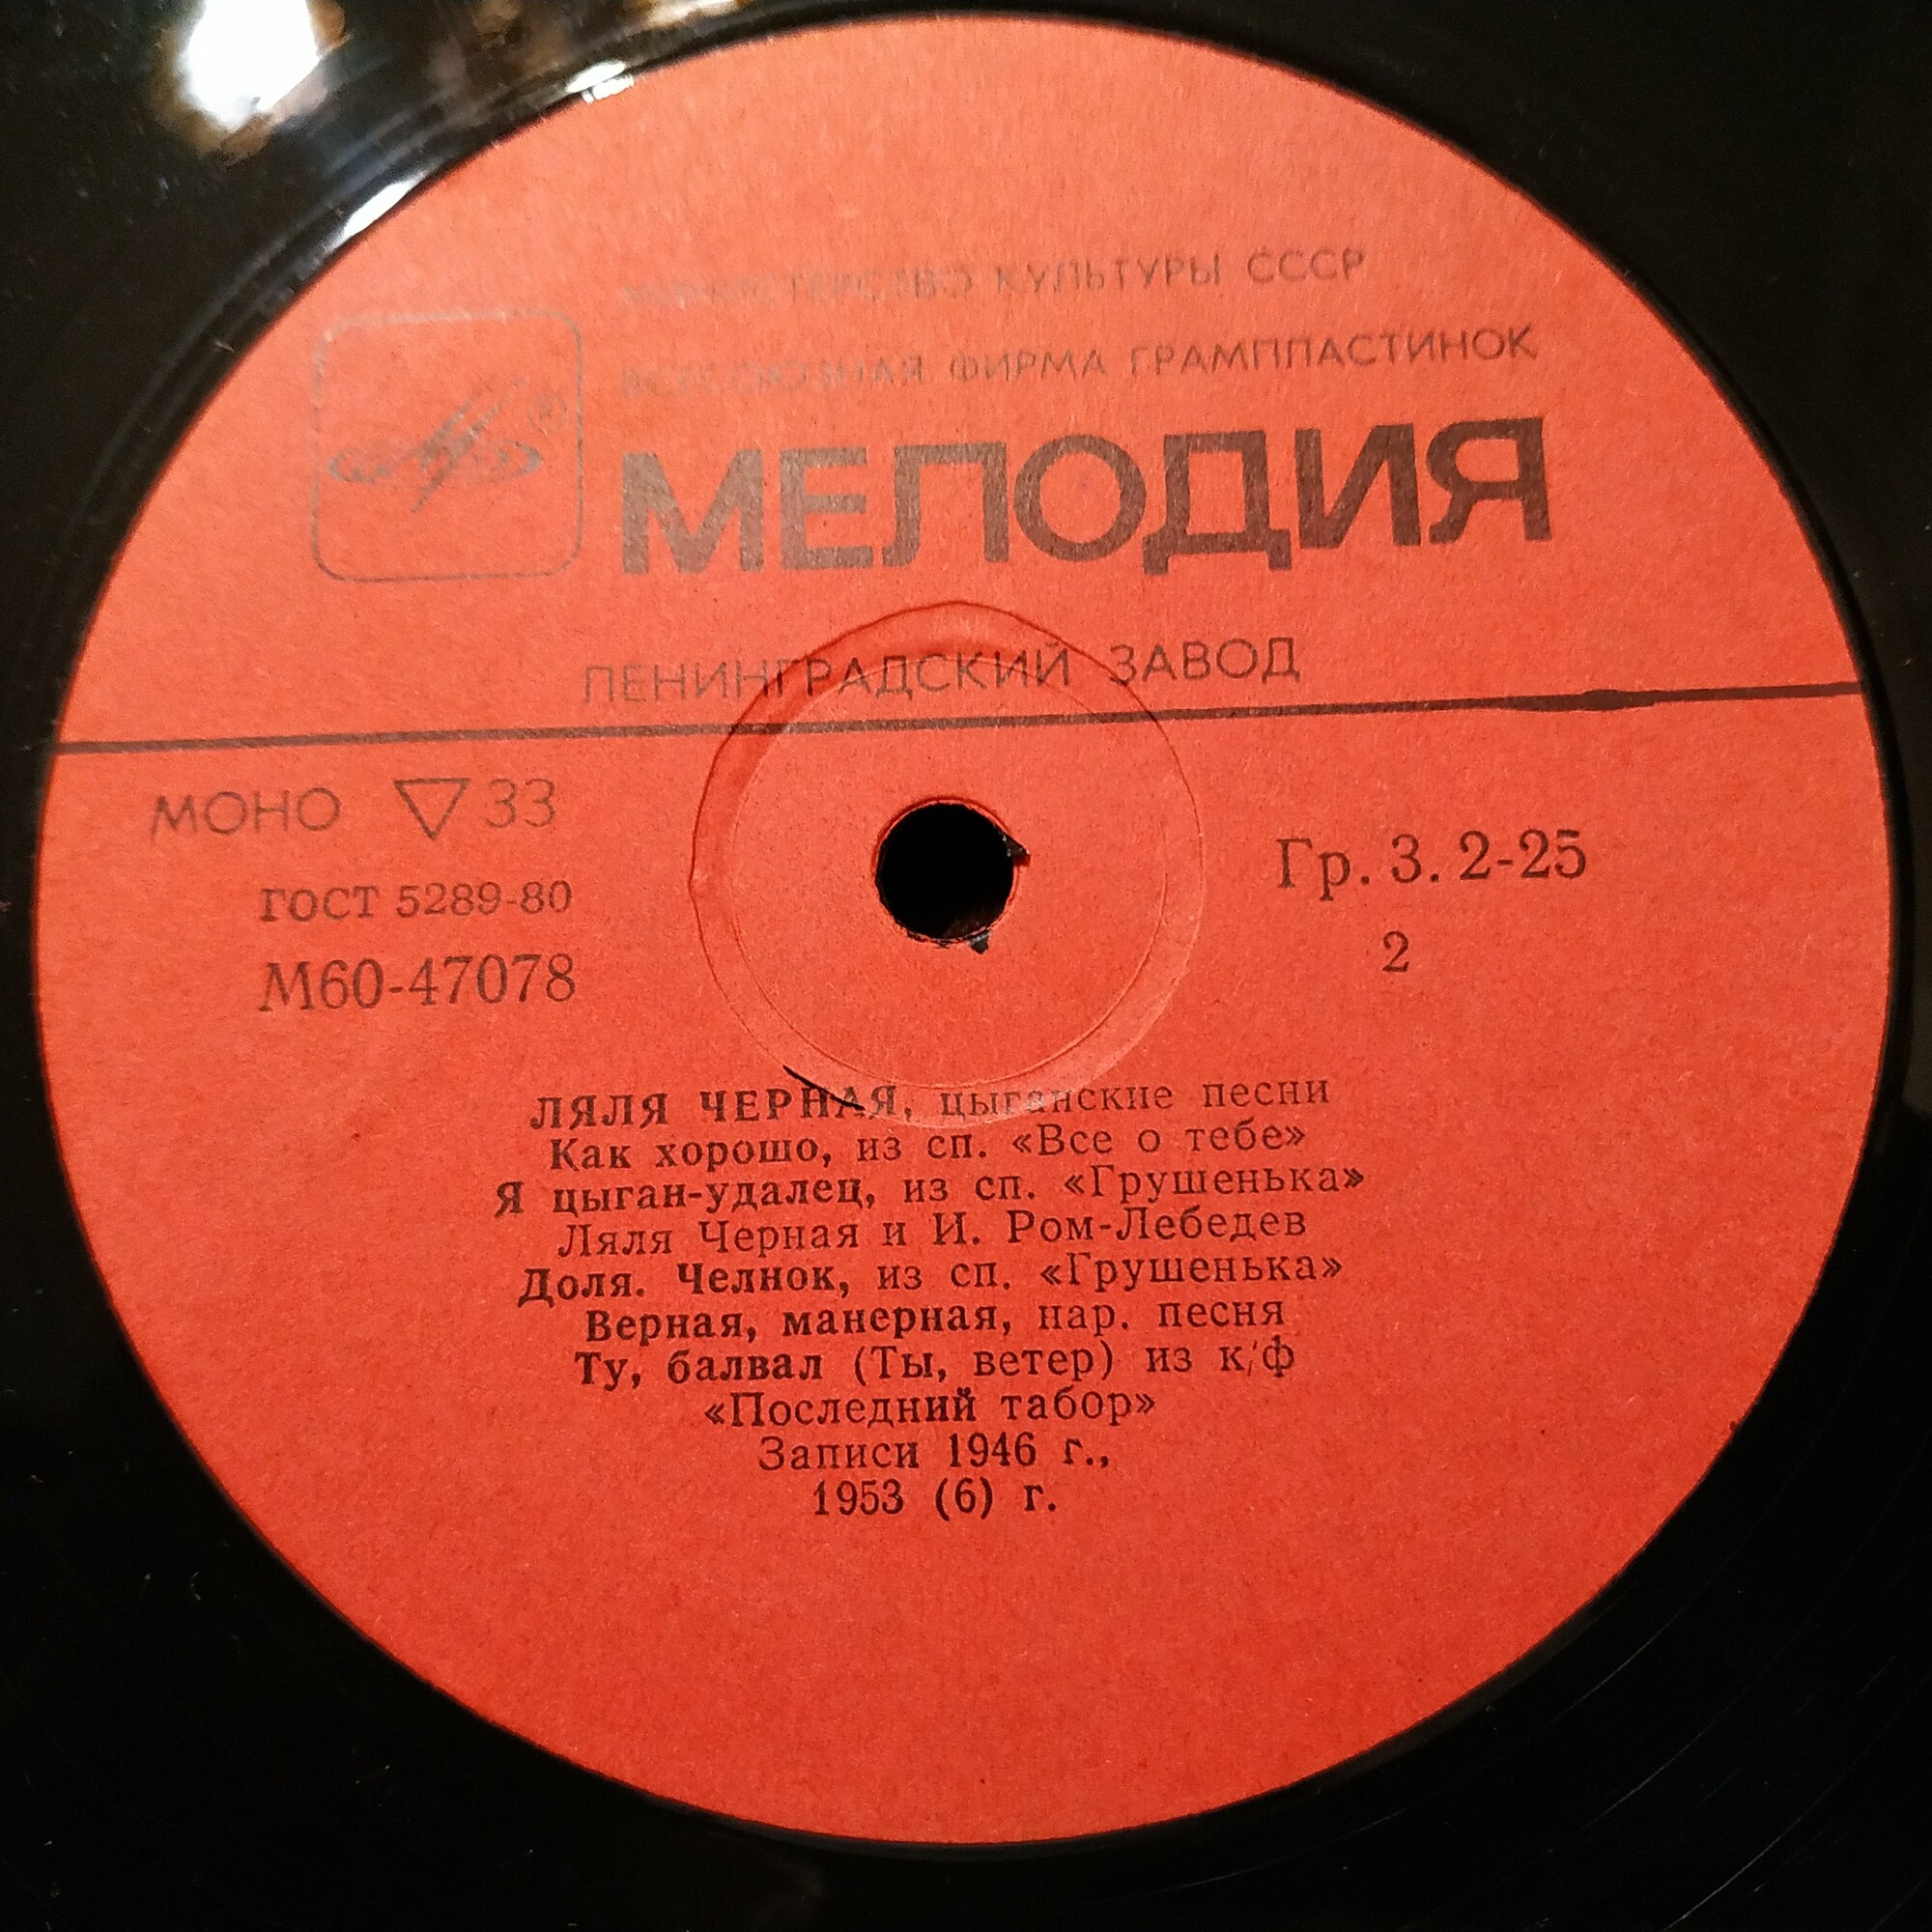 МИНИСТЕРСТВО КУЛЬТУРЫ СССР
ВСЕСОЮЗНАЯ ФИРМА ГРАМПЛАСТИНОК
МЕЛОДИЯ
ЛЕНИНГРАДСКИЙ ЗАВОД
МОНО 33
ГОСТ 5289-80
М60-47078
Гр. 3. 2-25
2
ЛЯЛЯ ЧЕРНАЯ, цыганские песни
Как хорошо, из сп. «Все о тебе»
Я цыган-удалец, из сп. «Грушенька»
Ляля Черная и И. Ром-Лебедев
Доля. Челнок, из сп. «Грушенька»
Верная, манерная, нар. песня
Ту, балвал (Ты, ветер) из к/ф
«Последний табор»
Записи 1946 г.,
1953 (6) г.